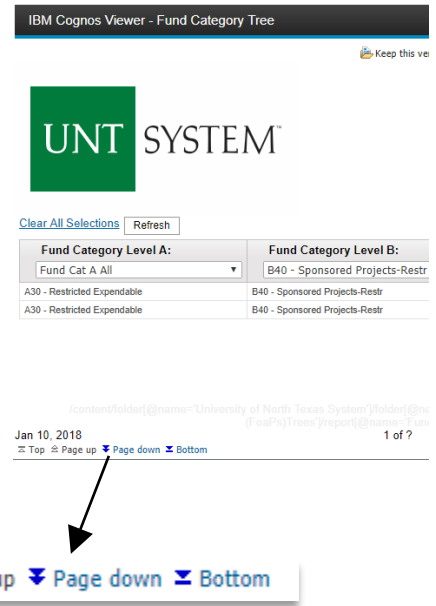 IBM Cognos Viewer - Fund Category Tree
Keep this ver
UNT SYSTEM™
Clear All Selections Refresh
Fund Category Level A: Fund Category Level B:
Fund Cat A All B40 - Sponsored Projects-Restr
A30 - Restricted Expendable B40 - Sponsored Projects-Restr
A30 - Restricted Expendable B40 - Sponsored Projects-Restr
/content/folder[@name='University of North Texas System']/folder[@na
(FoaPs)Trees']/report[@name='Fun
Jan 10, 2018 1 of ?
Top Page up Page down Bottom
up Page down Bottom